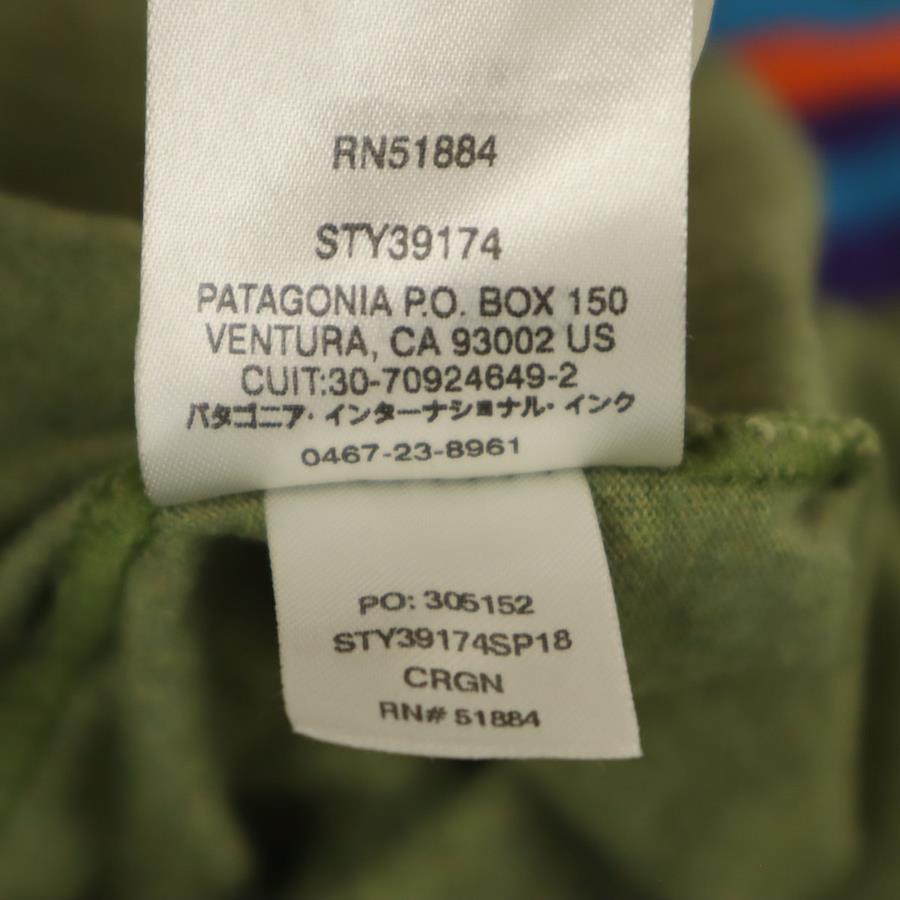 RN51884
STY39174
PATAGONIA P.O. BOX 150
VENTURA, CA 93002 US
CUIT:30-70924649-2
パタゴニア・インターナショナル・インク
0467-23-8961
PO: 305152
STY39174SP18
CRGN
RN# 51884